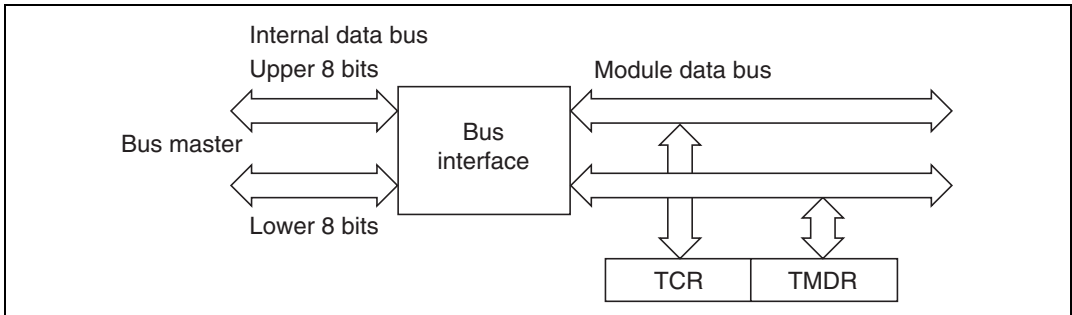 Internal data bus
Upper 8 bits
Module data bus
Bus master
Bus
interface
Lower 8 bits
TCR
TMDR